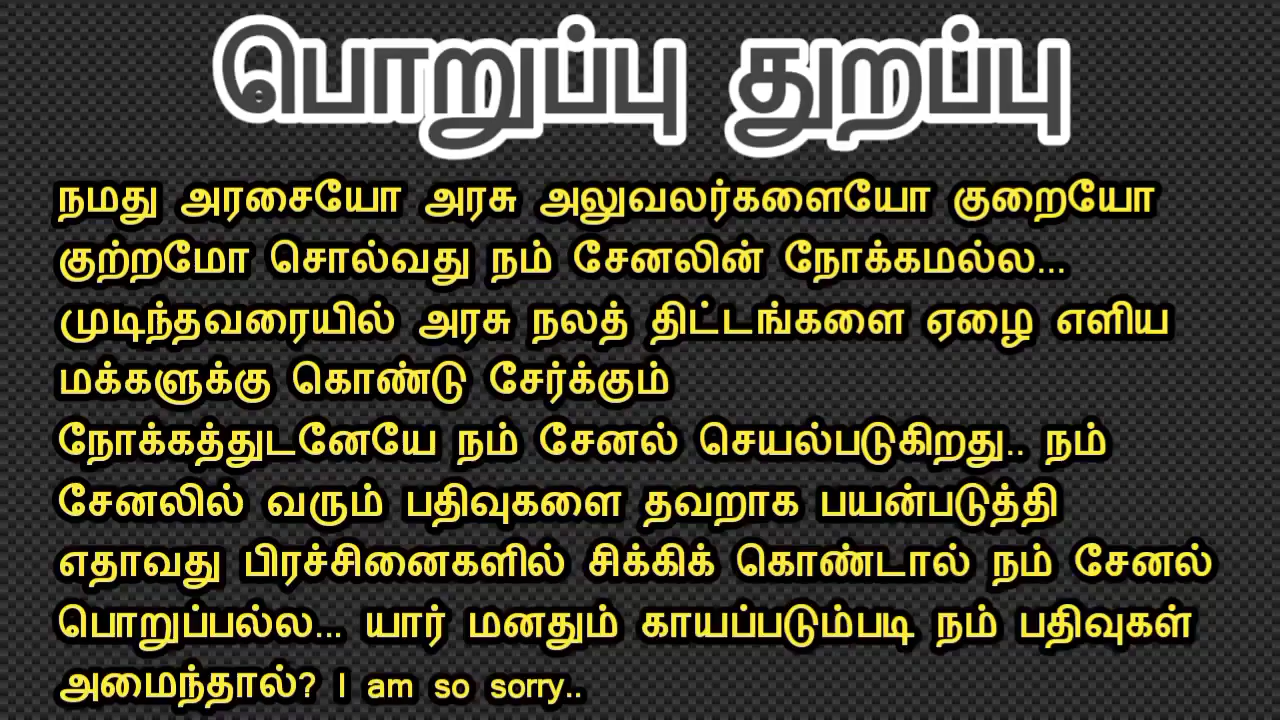 பொறுப்பு துறப்பு
நமது அரசையோ அரசு அலுவலர்களையோ குறையோ
குற்றமோ சொல்வது நம் சேனலின் நோக்கமல்ல...
முடிந்தவரையில் அரசு நலத் திட்டங்களை ஏழை எளிய
மக்களுக்கு கொண்டு சேர்க்கும்
நோக்கத்துடனேயே நம் சேனல் செயல்படுகிறது.. நம்
சேனலில் வரும் பதிவுகளை தவறாக பயன்படுத்தி
எதாவது பிரச்சினைகளில் சிக்கிக் கொண்டால் நம் சேனல்
பொறுப்பல்ல... யார் மனதும் காயப்படும்படி நம் பதிவுகள்
அமைந்தால்? I am so sorry..